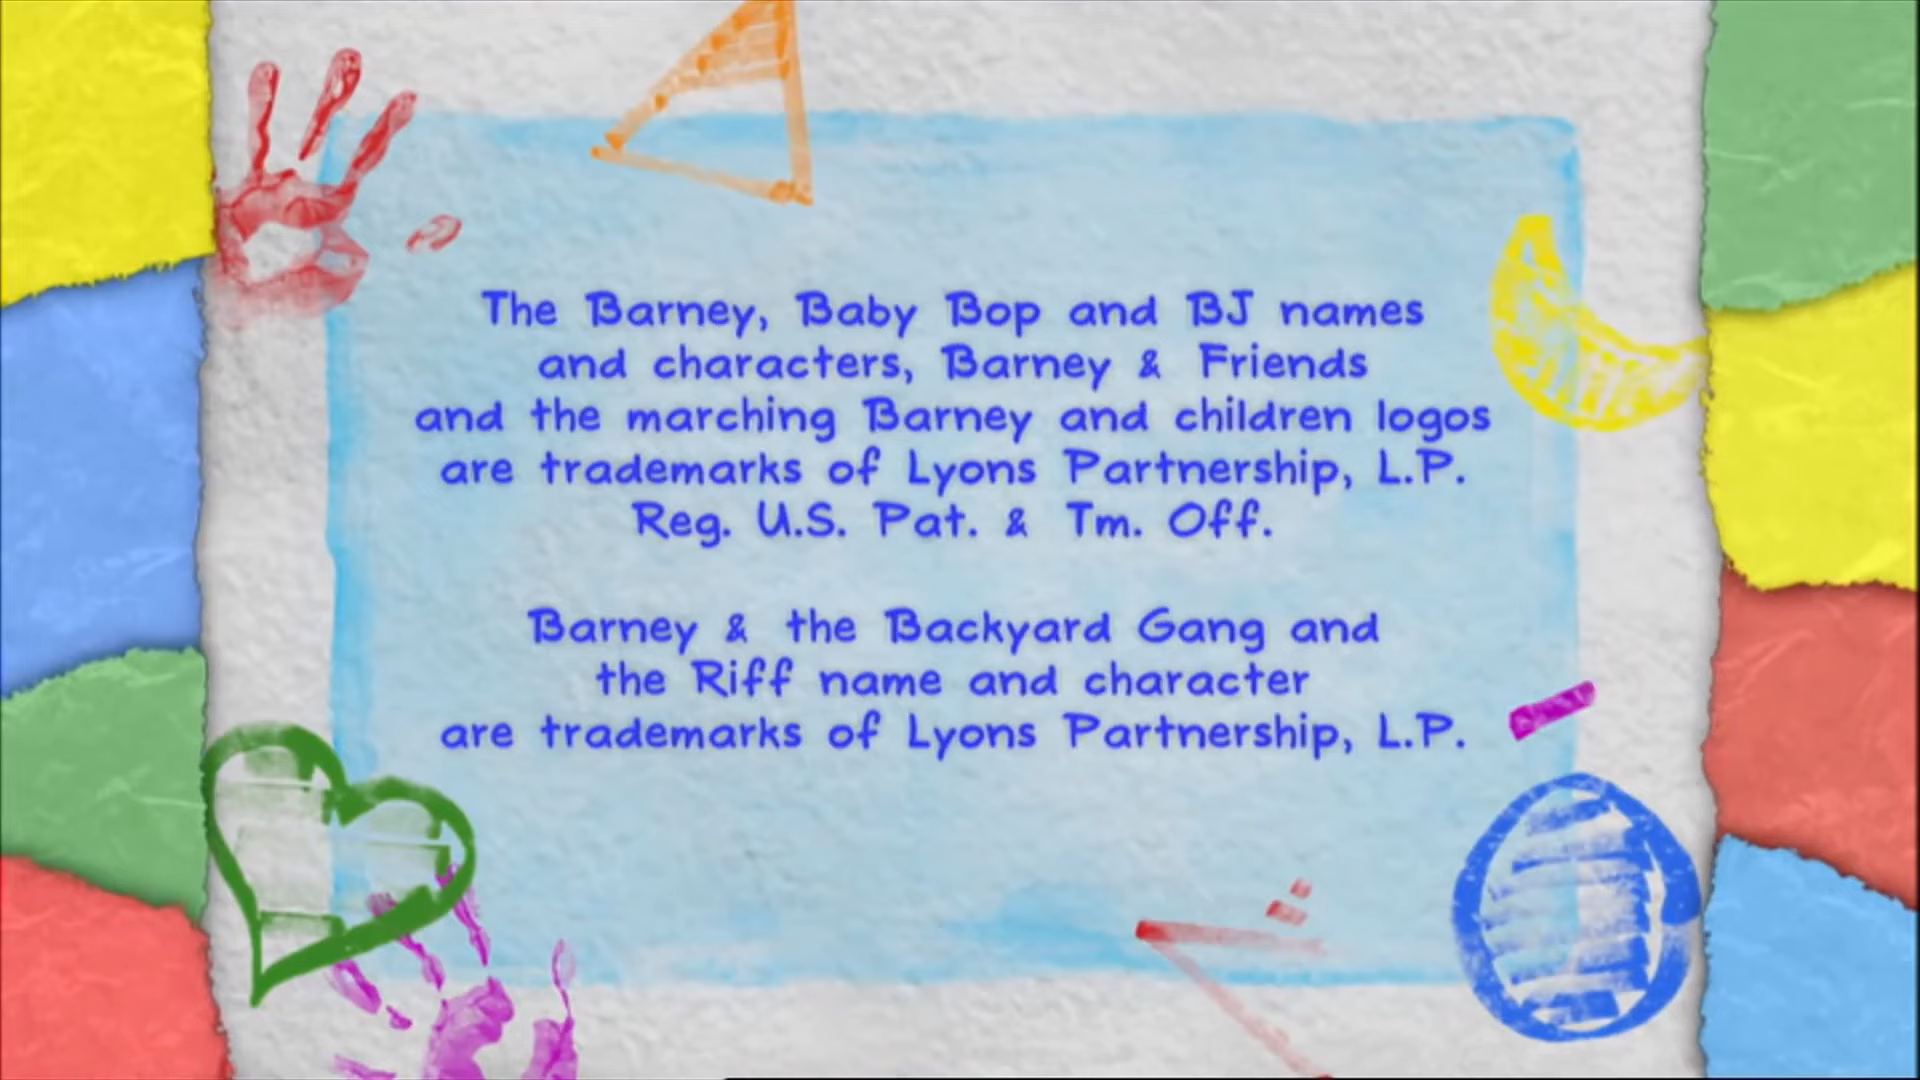 The Barney, Baby Bop and BJ names
and characters, Barney & Friends
and the marching Barney and children logos
are trademarks of Lyons Partnership, L.P.
Reg. U.S. Pat. & Tm. Off.
Barney & the Backyard Gang and
the Riff name and character
are trademarks of Lyons Partnership, L.P.